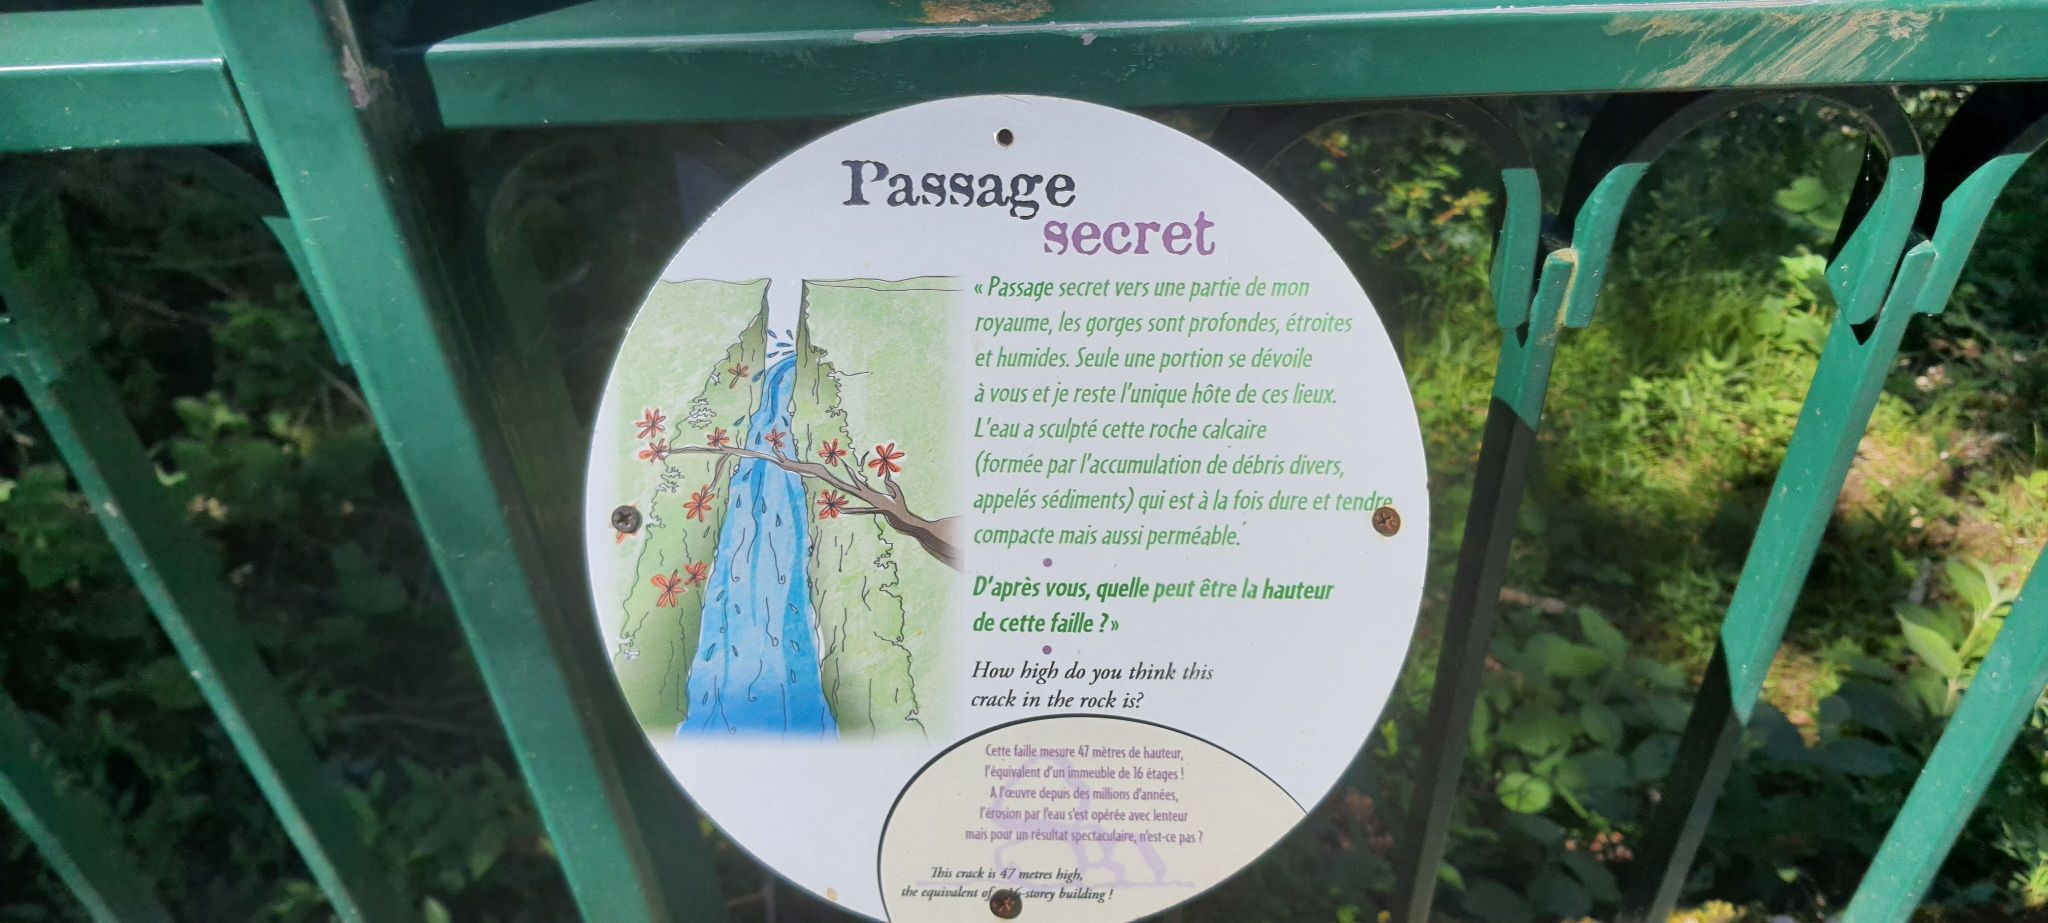 Passage
secret
« Passage secret vers une partie de mon
royaume, les gorges sont profondes, étroites
et humides. Seule une portion se dévoile
à vous et je reste l'unique hôte de ces lieux.
L'eau a sculpté cette roche calcaire
(formée par l'accumulation de débris divers,
appelés sédiments) qui est à la fois dure et tendre
compacte mais aussi perméable.
D'après vous, quelle peut être la hauteur
de cette faille ? »
How high do you think this
crack in the rock is?
Cette faille mesure 47 mètres de hauteur,
l'équivalent d'un immeuble de 16 étages !
A l'œuvre depuis des millions d'années,
l'érosion par l'eau s'est opérée avec lenteur
mais pour un résultat spectaculaire, n'est-ce pas ?
This crack is 47 metres high,
the equivalent of 16-storey building !